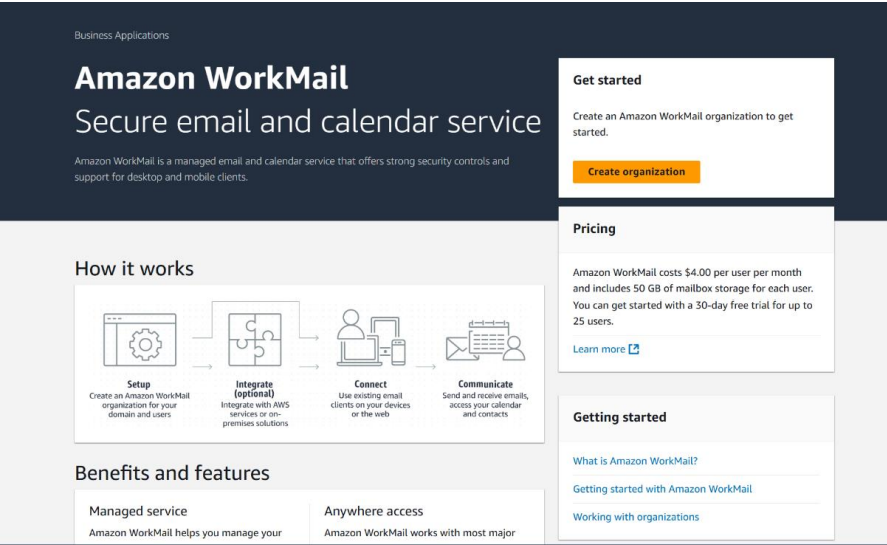 Business Applications
Amazon WorkMail
Secure email and calendar service
Amazon WorkMail is a managed email and calendar service that offers strong security controls and
support for desktop and mobile clients.
Get started
Create an Amazon WorkMail organization to get
started.
Create organization
Pricing
Amazon WorkMail costs $4.00 per user per month
and includes 50 GB of mailbox storage for each user.
You can get started with a 30-day free trial for up to
25 users.
Learn more
How it works
Setup
Create an Amazon WorkMail
organization for your
domain and users
Integrate
(optional)
Integrate with AWS
services or on-
premises solutions
Connect
Use existing email
clients on your devices
or the web
Communicate
Send and receive emails,
access your calendar
and contacts
Getting started
What is Amazon WorkMail?
Getting started with Amazon WorkMail
Working with organizations
Benefits and features
Managed service
Amazon WorkMail helps you manage your
Anywhere access
Amazon WorkMail works with most major